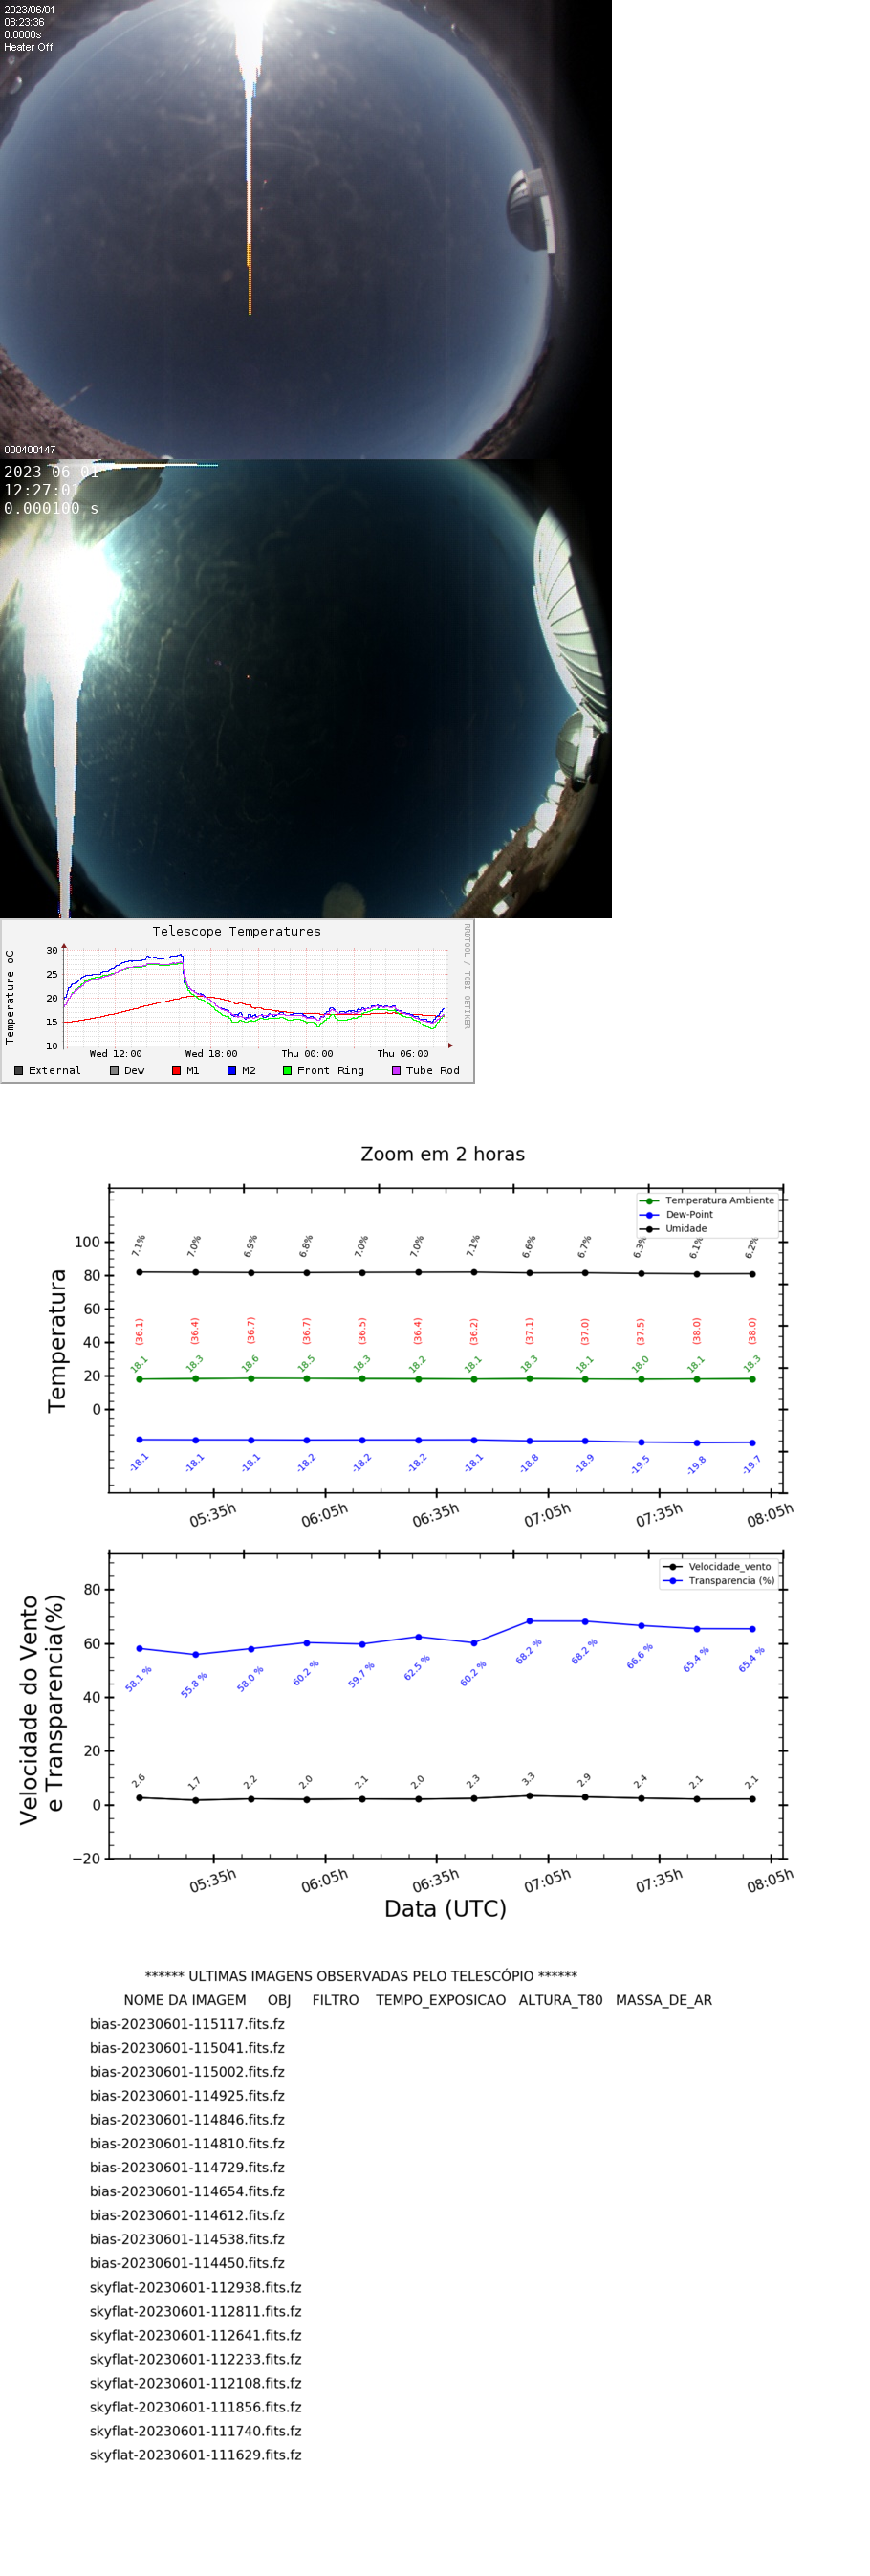 2023/06/01
08:23:36
0.0000s
Heater Off
000400147
2023-06-01
12:27:01
0.000100 s
Telescope Temperatures
RRDTOOL / TOBI OETIKER
Temperature oC
30
25
20
15
10
Wed 12:00 Wed 18:00 Thu 00:00 Thu 06:00
External Dew M1 M2 Front Ring Tube Rod
Zoom em 2 horas
Temperatura Ambiente
Dew-Point
Umidade
Temperatura
100
80
60
40
20
0
7.1% 7.0% 6.9% 6.8% 7.0% 7.0% 7.1% 6.6% 6.7% 6.3% 6.1% 6.2%
(36.1) (36.4) (36.7) (36.7) (36.5) (36.4) (36.2) (37.1) (37.0) (37.5) (38.0) (38.0)
18.1 18.3 18.6 18.5 18.3 18.2 18.1 18.3 18.1 18.0 18.1 18.3
-18.1 -18.1 -18.1 -18.2 -18.2 -18.2 -18.1 -18.8 -18.9 -19.5 -19.8 -19.7
05:35h 06:05h 06:35h 07:05h 07:35h 08:05h
Velocidade_vento
Transparencia (%)
Velocidade do Vento
e Transparencia(%)
80
60
40
20
0
−20
58.1 % 55.8 % 58.0 % 60.2 % 59.7 % 62.5 % 60.2 % 68.2 % 68.2 % 66.6 % 65.4 % 65.4 %
2.6 1.7 2.2 2.0 2.1 2.0 2.3 3.3 2.9 2.4 2.1 2.1
05:35h 06:05h 06:35h 07:05h 07:35h 08:05h
Data (UTC)
****** ULTIMAS IMAGENS OBSERVADAS PELO TELESCÓPIO ******
NOME DA IMAGEM OBJ FILTRO TEMPO_EXPOSICAO ALTURA_T80 MASSA_DE_AR
bias-20230601-115117.fits.fz
bias-20230601-115041.fits.fz
bias-20230601-115002.fits.fz
bias-20230601-114925.fits.fz
bias-20230601-114846.fits.fz
bias-20230601-114810.fits.fz
bias-20230601-114729.fits.fz
bias-20230601-114654.fits.fz
bias-20230601-114612.fits.fz
bias-20230601-114538.fits.fz
bias-20230601-114450.fits.fz
skyflat-20230601-112938.fits.fz
skyflat-20230601-112811.fits.fz
skyflat-20230601-112641.fits.fz
skyflat-20230601-112233.fits.fz
skyflat-20230601-112108.fits.fz
skyflat-20230601-111856.fits.fz
skyflat-20230601-111740.fits.fz
skyflat-20230601-111629.fits.fz